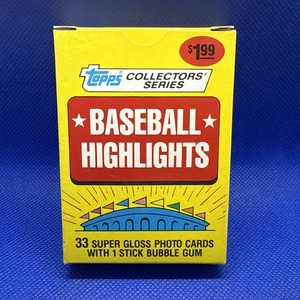 $1.99
topps COLLECTORS'
SERIES
BASEBALL
HIGHLIGHTS
33 SUPER GLOSS PHOTO CARDS
WITH 1 STICK BUBBLE GUM